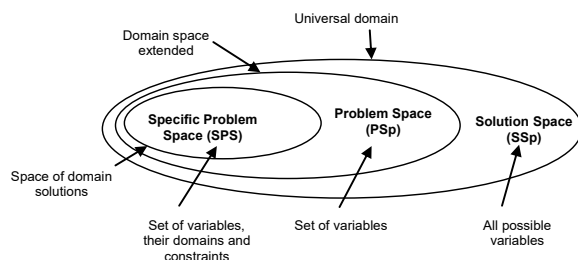 Universal domain
Domain space
extended
Specific Problem
Space (SPS)
Problem Space
(PSp)
Solution Space
(SSp)
Space of domain
solutions
Set of variables,
their domains and
constraints
Set of variables
All possible
variables